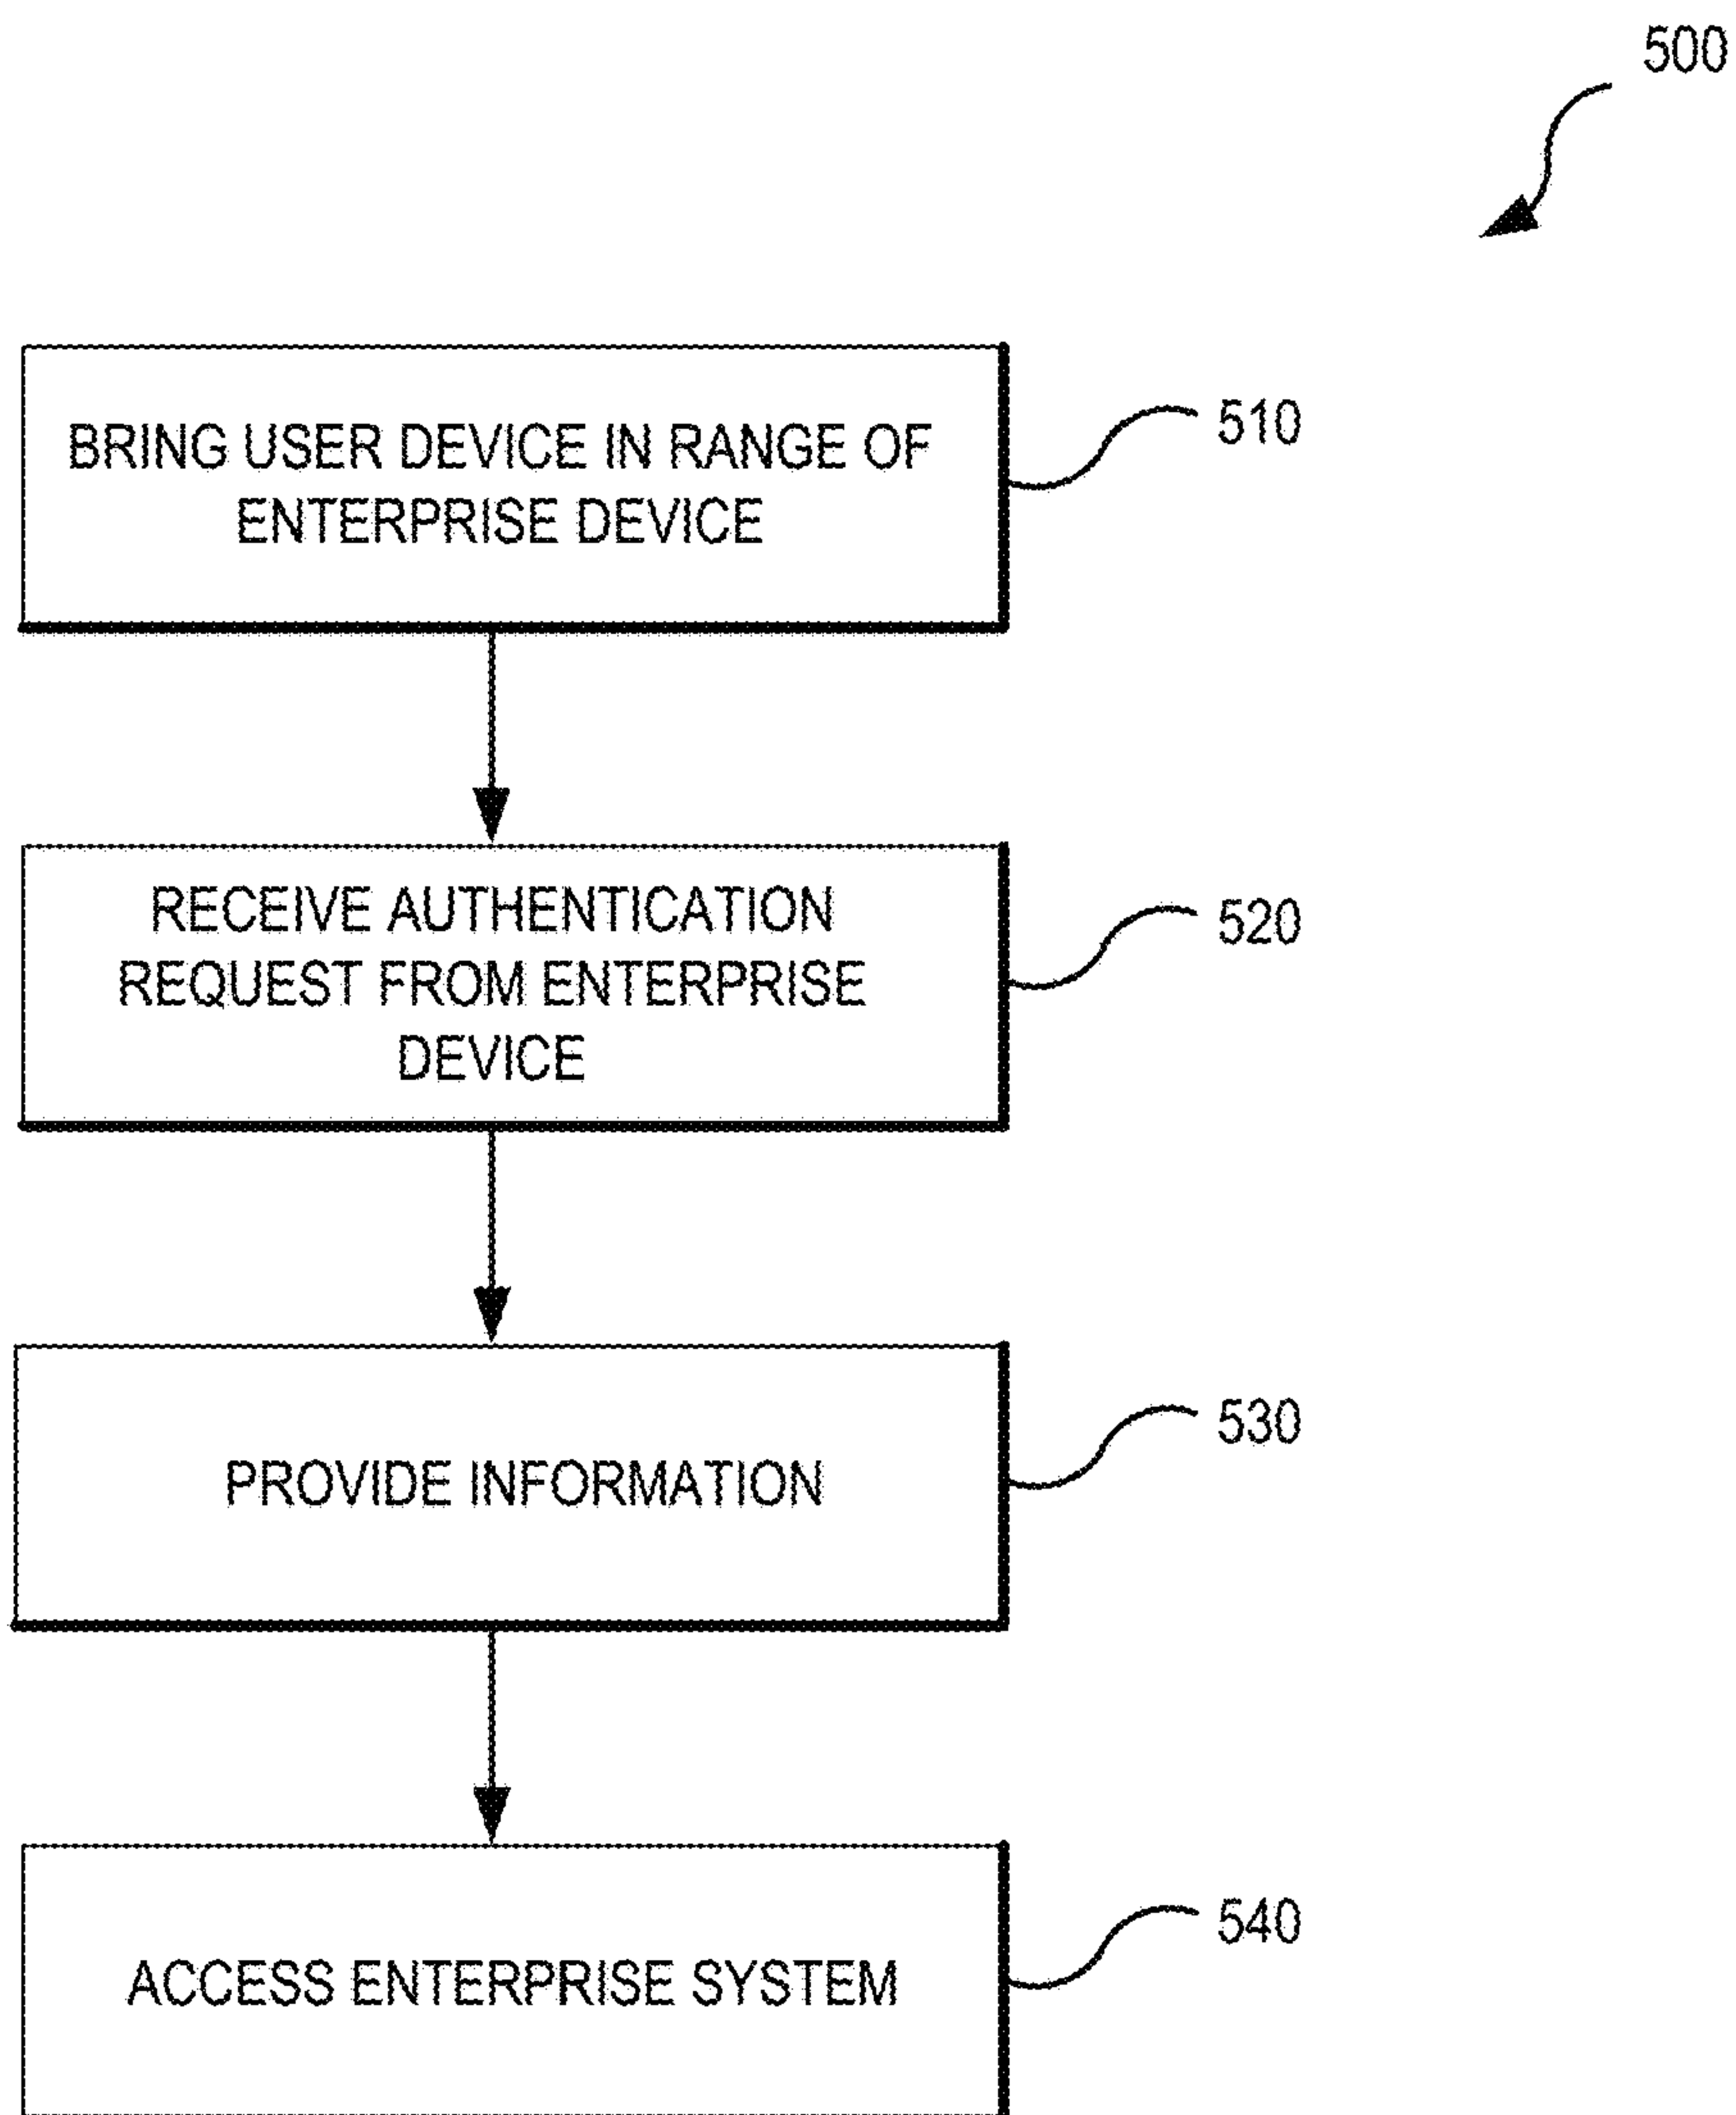 500
BRING USER DEVICE IN RANGE OF
ENTERPRISE DEVICE
510
RECEIVE AUTHENTICATION
REQUEST FROM ENTERPRISE
DEVICE
520
PROVIDE INFORMATION
530
ACCESS ENTERPRISE SYSTEM
540